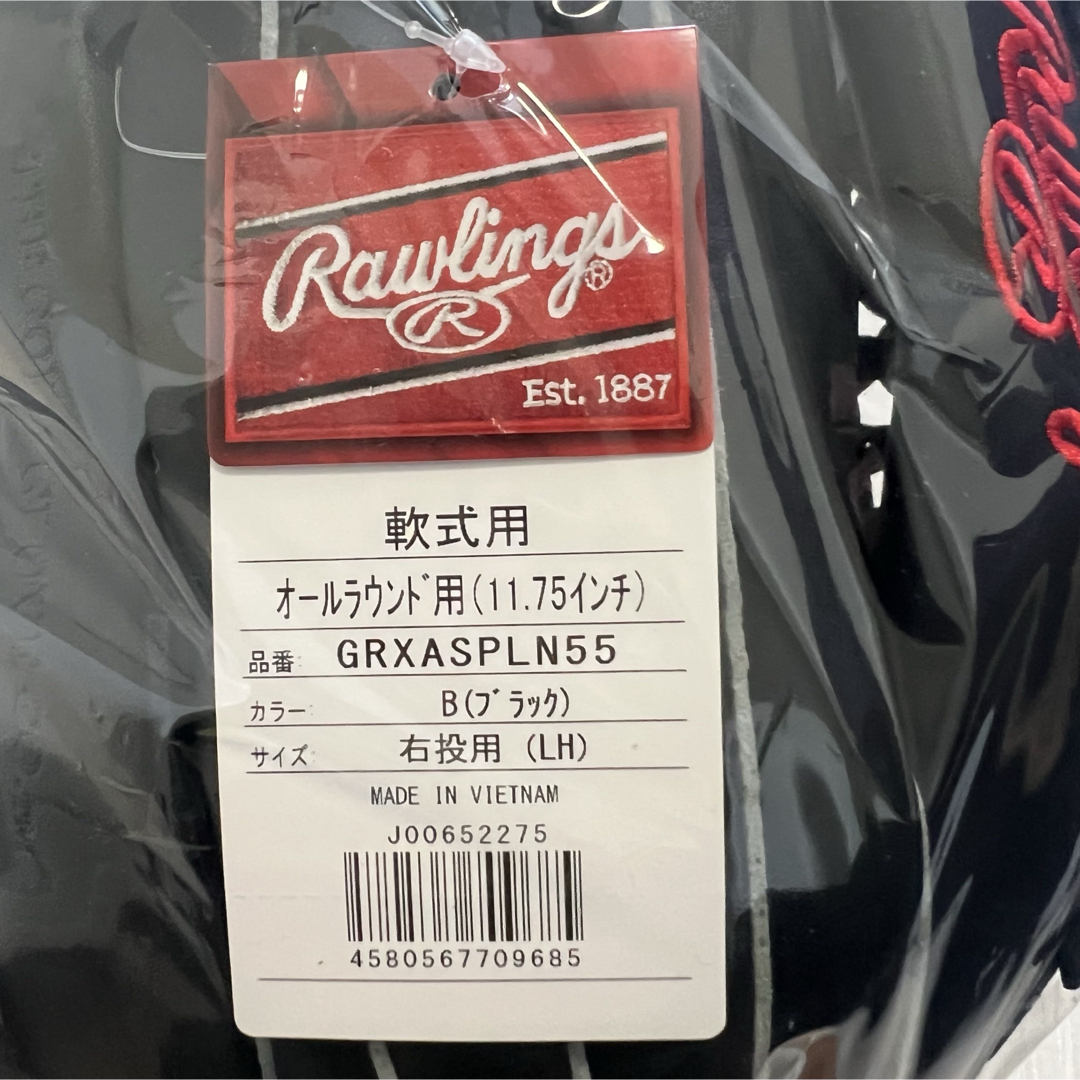 Rawlings®
R
Est. 1887
軟式用
オールラウンド用(11.75インチ)
品番: GRXASPLN55
カラー: B(ブラック)
サイズ: 右投用 (LH)
MADE IN VIETNAM
J00652275
4580567709685